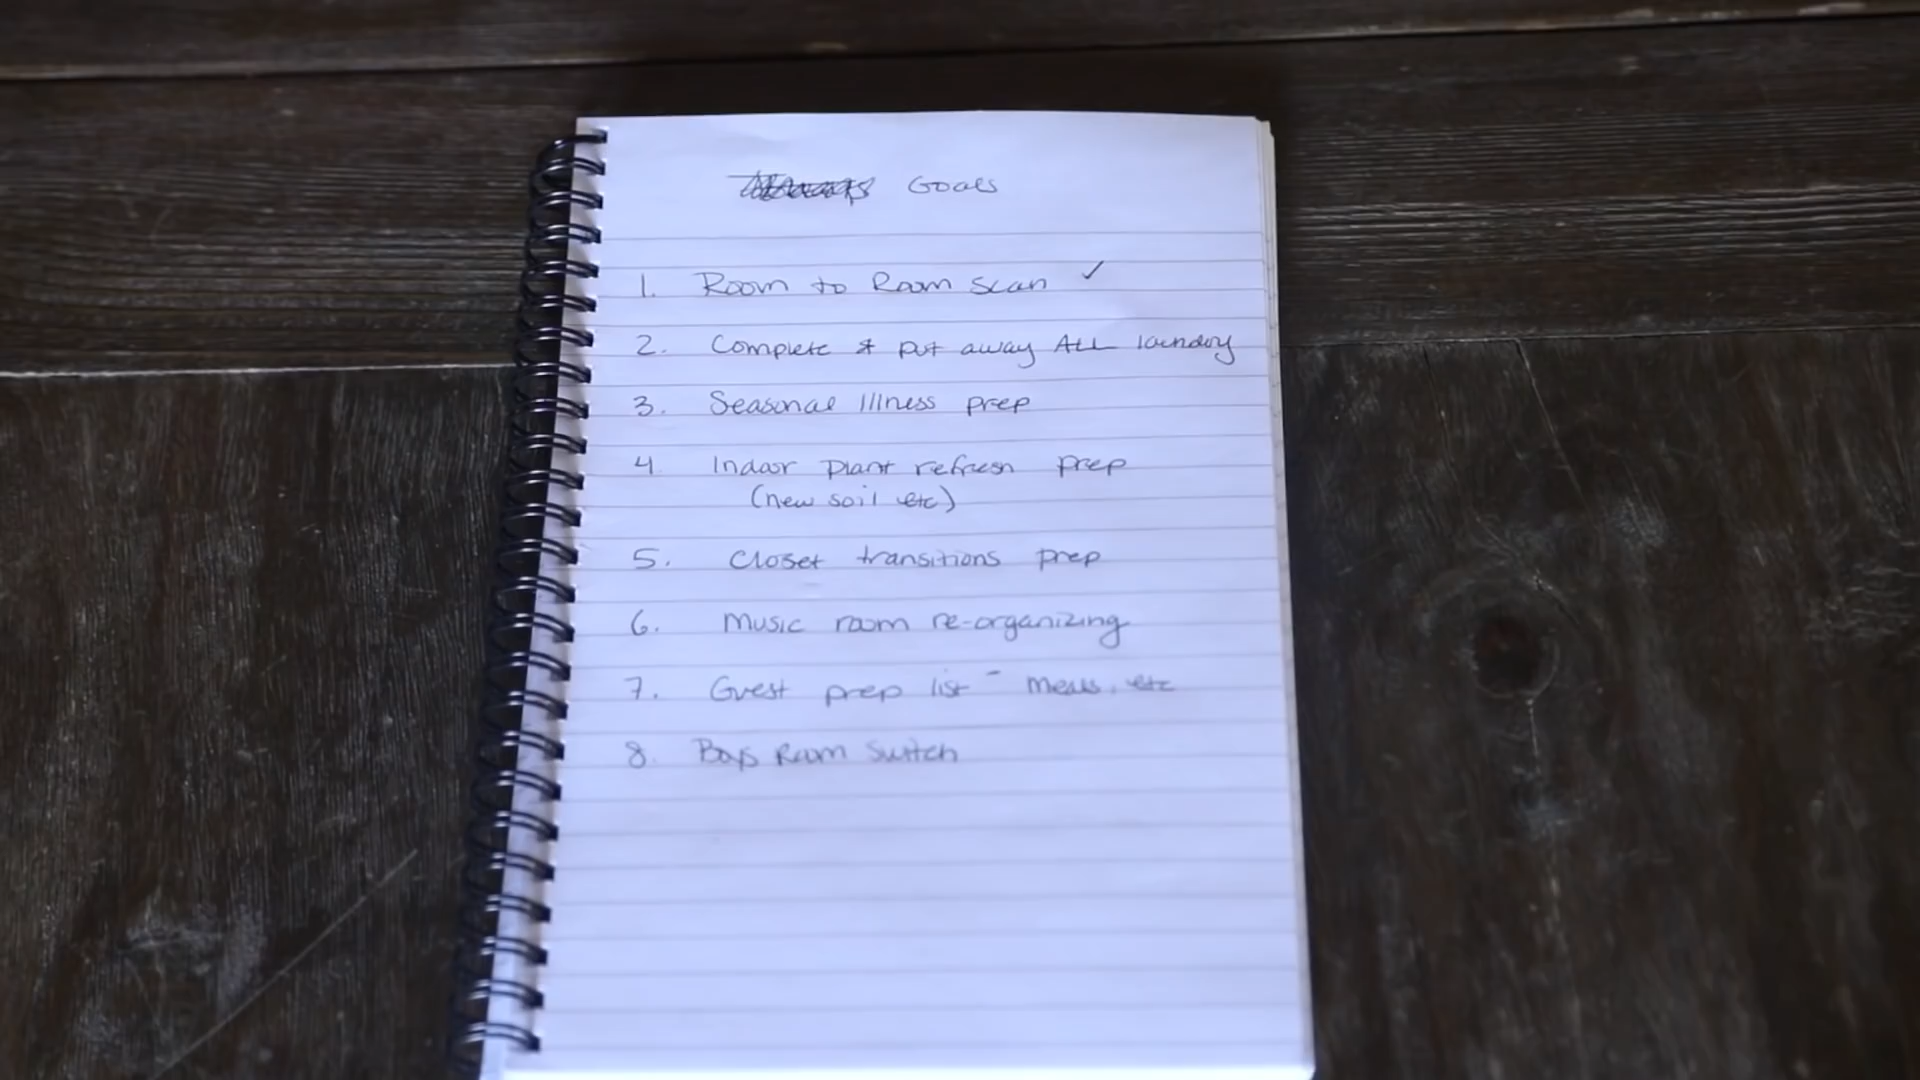 Goals
1. Room to Room scan ✓
2. Complete & put away ALL laundry
3. Seasonal Illness prep
4. Indoor plant refresh prep
(new soil etc)
5. Closet transitions prep
6. Music room re-organizing
7. Guest prep list - meals, etc
8. Boys Room Switch